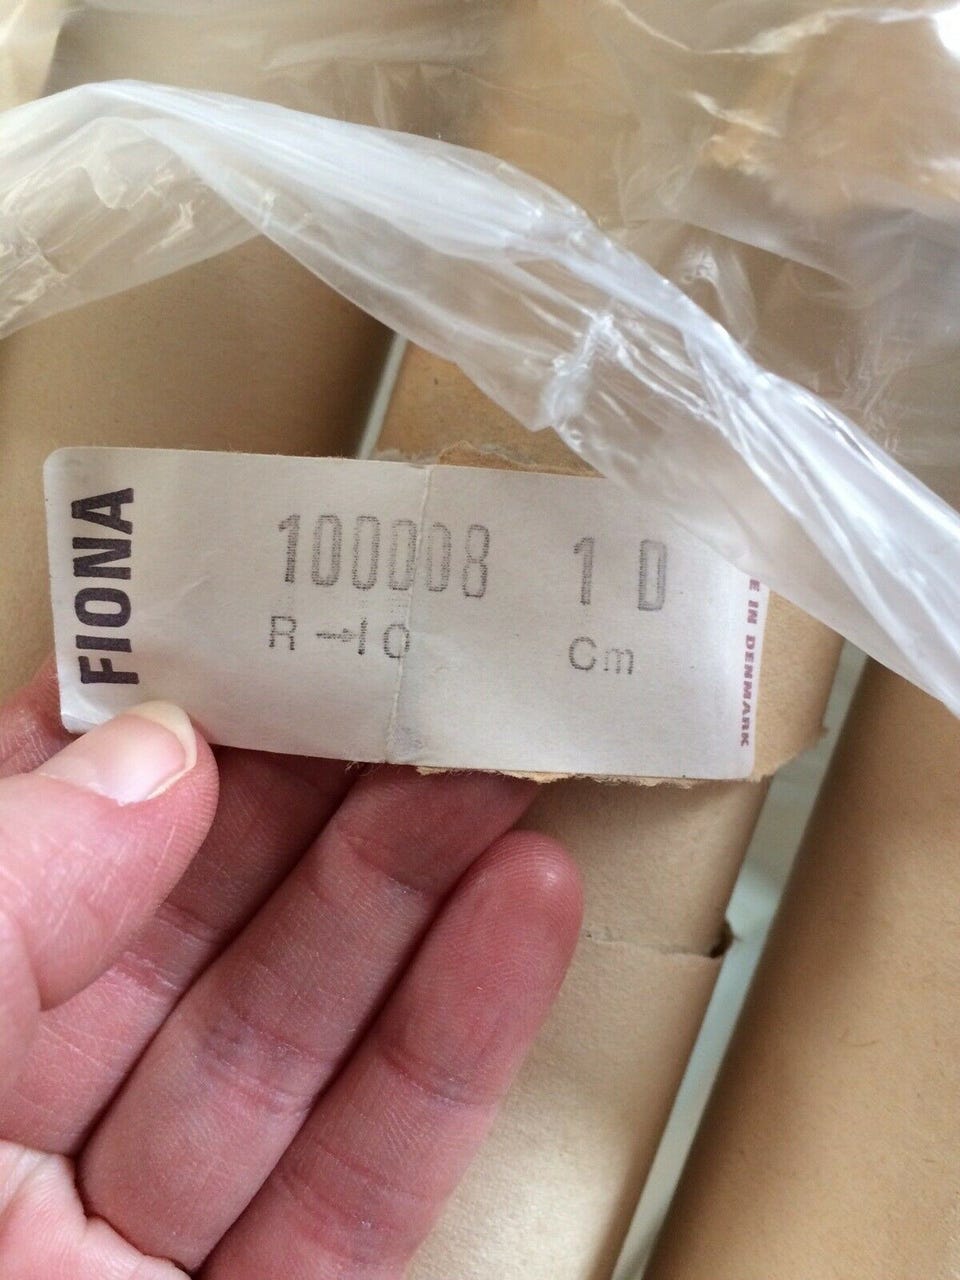 FIONA
100008 1 D
R →10 Cm
E IN DENMARK